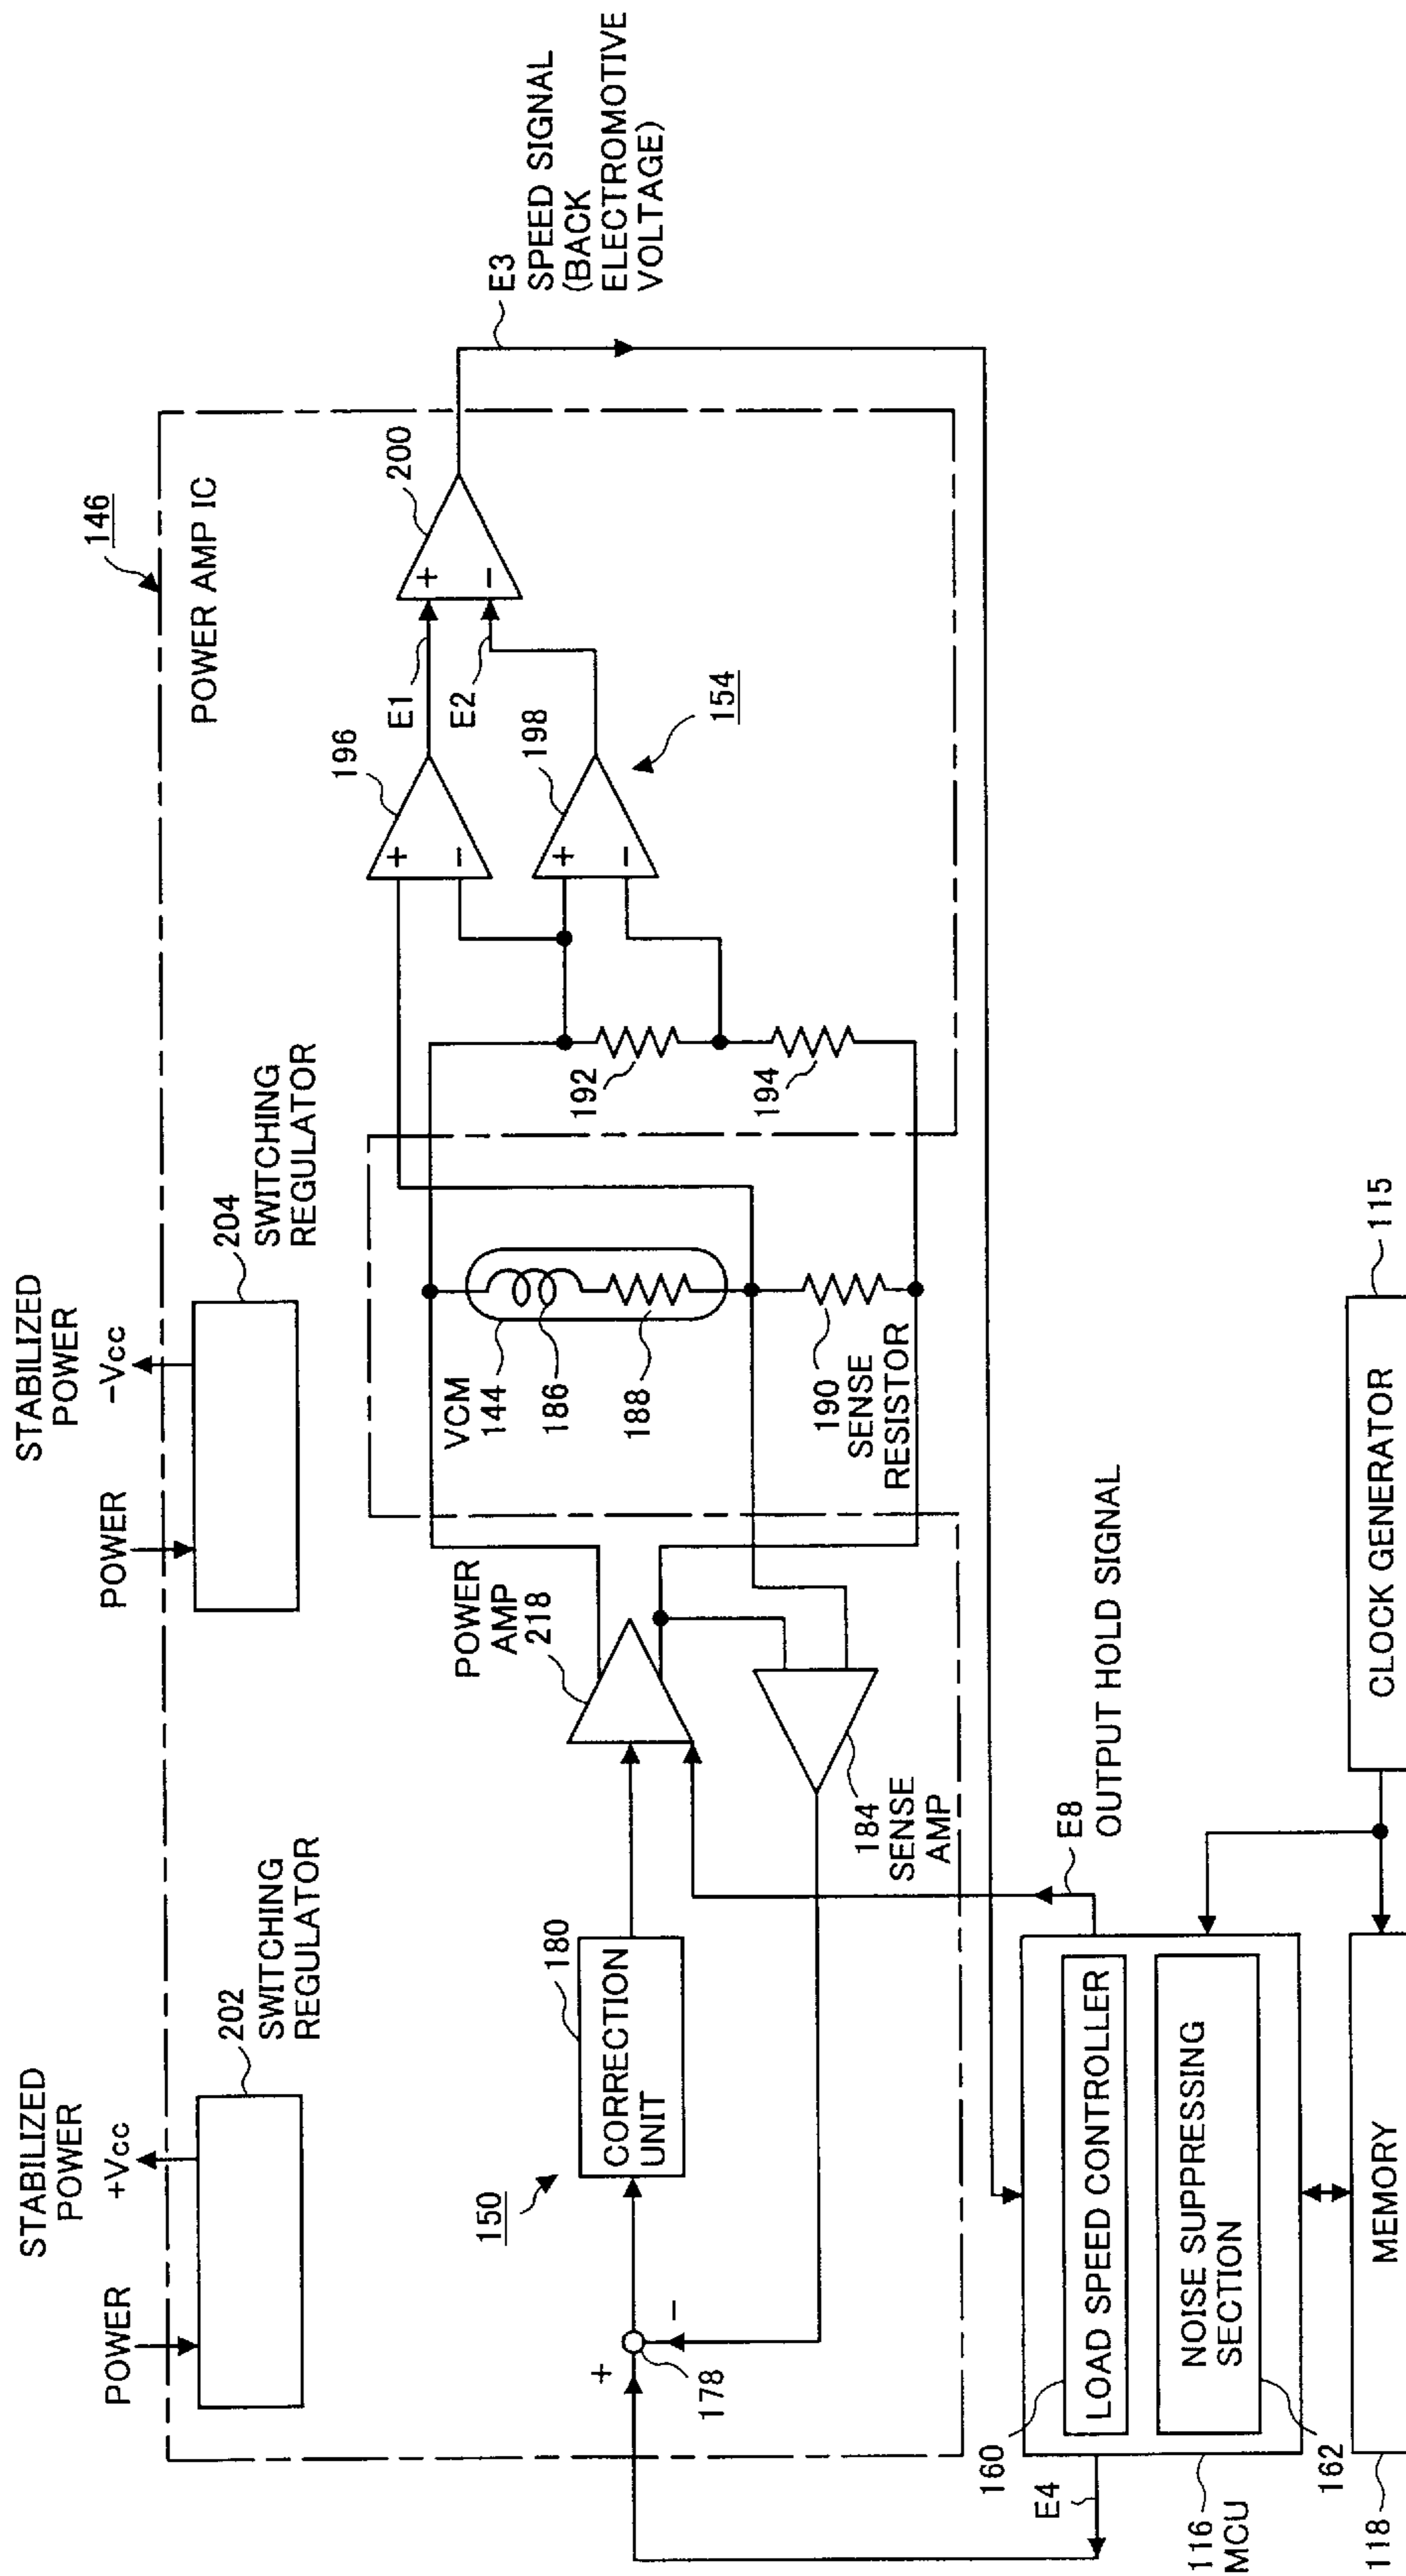 STABILIZED
POWER
POWER
+Vcc
202
SWITCHING
REGULATOR
STABILIZED
POWER
POWER
-Vcc
204
SWITCHING
REGULATOR
146
POWER AMP IC
150
+
-
178
180
CORRECTION
UNIT
POWER
AMP
218
184
SENSE
AMP
VCM
144
186
188
190
SENSE
RESISTOR
192
194
196
+
-
198
+
-
154
E1
E2
200
+
-
E3
SPEED SIGNAL
(BACK
ELECTROMOTIVE
VOLTAGE)
E8
OUTPUT HOLD SIGNAL
E4
160
LOAD SPEED CONTROLLER
NOISE SUPPRESSING
SECTION
162
116
MCU
118
MEMORY
CLOCK GENERATOR
115